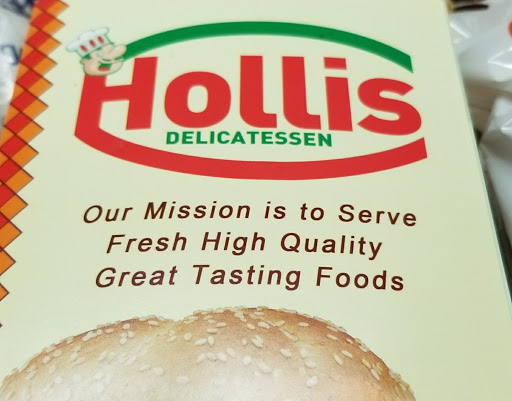 Hollis
DELICATESSEN
Our Mission is to Serve
Fresh High Quality
Great Tasting Foods